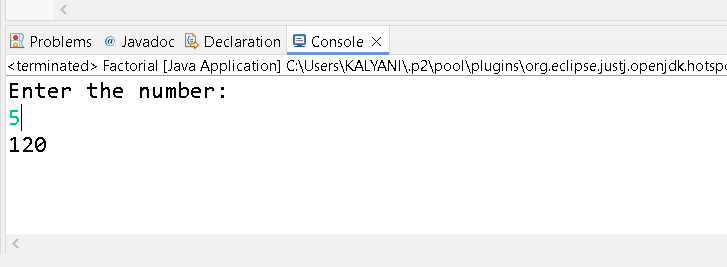 Problems @ Javadoc Declaration Console
<terminated> Factorial [Java Application] C:\Users\KALYANI\.p2\pool\plugins\org.eclipse.justj.openjdk.hotsp
Enter the number:
5
120